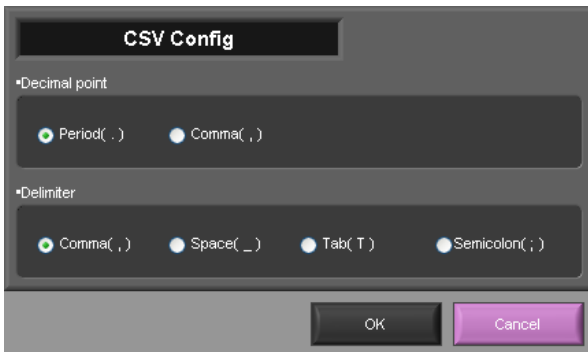 CSV Config
▪Decimal point
Period( . )    Comma( , )
▪Delimiter
Comma( , )    Space( _ )    Tab( T )    Semicolon( ; )
OK    Cancel